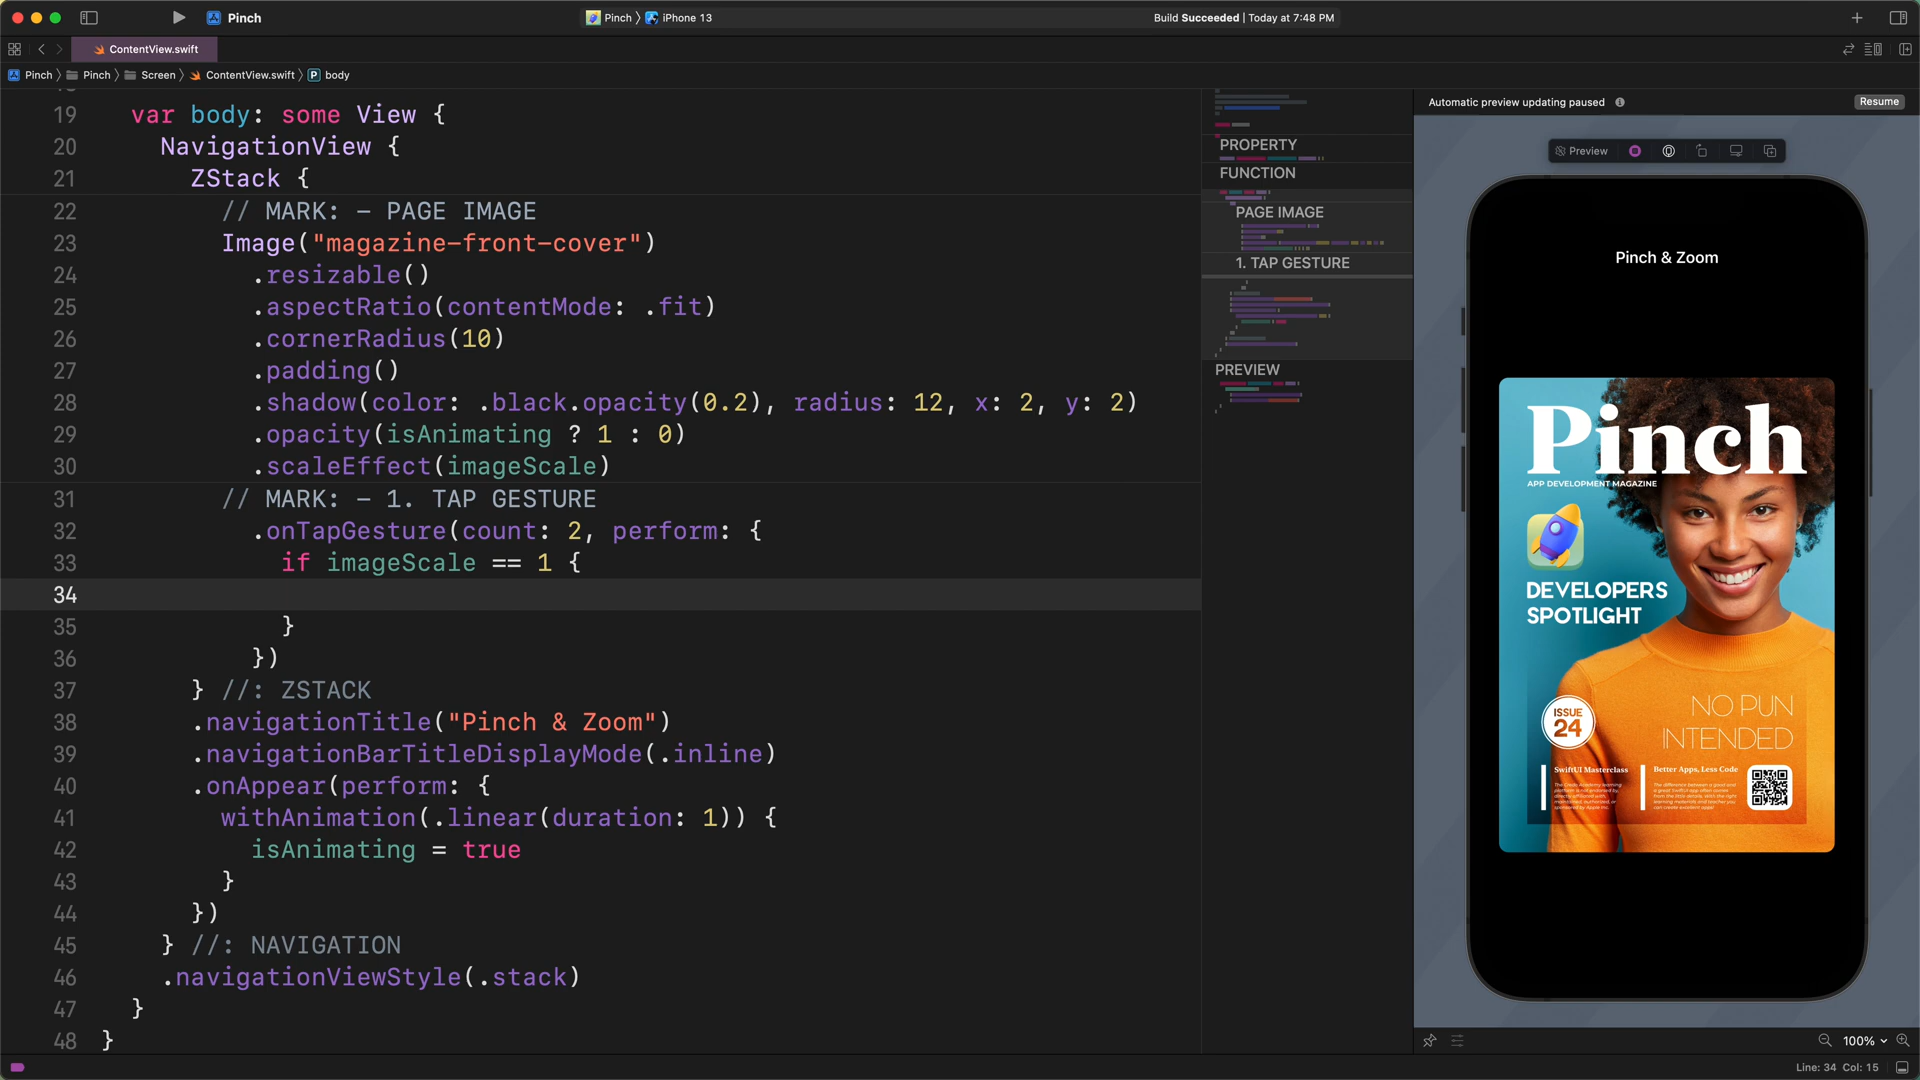 Pinch
Pinch
iPhone 13
Build Succeeded | Today at 7:48 PM
ContentView.swift
Pinch
Pinch
Screen
ContentView.swift
P body
Automatic preview updating paused
Resume
19 var body: some View {
20 NavigationView {
21 ZStack {
22 // MARK: - PAGE IMAGE
23 Image("magazine-front-cover")
24 .resizable()
25 .aspectRatio(contentMode: .fit)
26 .cornerRadius(10)
27 .padding()
28 .shadow(color: .black.opacity(0.2), radius: 12, x: 2, y: 2)
29 .opacity(isAnimating ? 1 : 0)
30 .scaleEffect(imageScale)
31 // MARK: - 1. TAP GESTURE
32 .onTapGesture(count: 2, perform: {
33 if imageScale == 1 {
34
35 }
36 })
37 } //: ZSTACK
38 .navigationTitle("Pinch & Zoom")
39 .navigationBarTitleDisplayMode(.inline)
40 .onAppear(perform: {
41 withAnimation(.linear(duration: 1)) {
42 isAnimating = true
43 }
44 })
45 } //: NAVIGATION
46 .navigationViewStyle(.stack)
47 }
48 }
PROPERTY
FUNCTION
PAGE IMAGE
1. TAP GESTURE
PREVIEW
Preview
Pinch & Zoom
Pinch
APP DEVELOPMENT MAGAZINE
DEVELOPERS
SPOTLIGHT
ISSUE
24
NO PUN
INTENDED
SwiftUI Masterclass
Better Apps, Less Code
100%
Line: 34 Col: 15